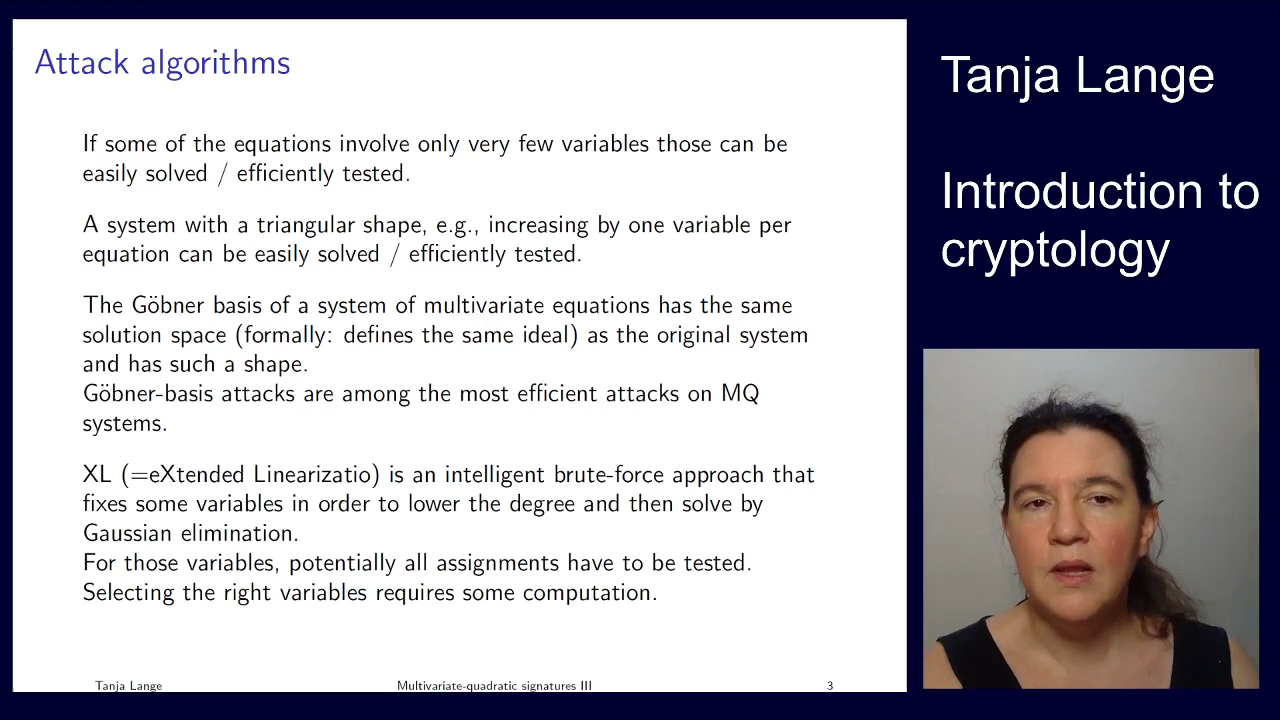 Attack algorithms
If some of the equations involve only very few variables those can be
easily solved / efficiently tested.
A system with a triangular shape, e.g., increasing by one variable per
equation can be easily solved / efficiently tested.
The Göbner basis of a system of multivariate equations has the same
solution space (formally: defines the same ideal) as the original system
and has such a shape.
Göbner-basis attacks are among the most efficient attacks on MQ
systems.
XL (=eXtended Linearizatio) is an intelligent brute-force approach that
fixes some variables in order to lower the degree and then solve by
Gaussian elimination.
For those variables, potentially all assignments have to be tested.
Selecting the right variables requires some computation.
Tanja Lange
Multivariate-quadratic signatures III
3
Tanja Lange
Introduction to
cryptology